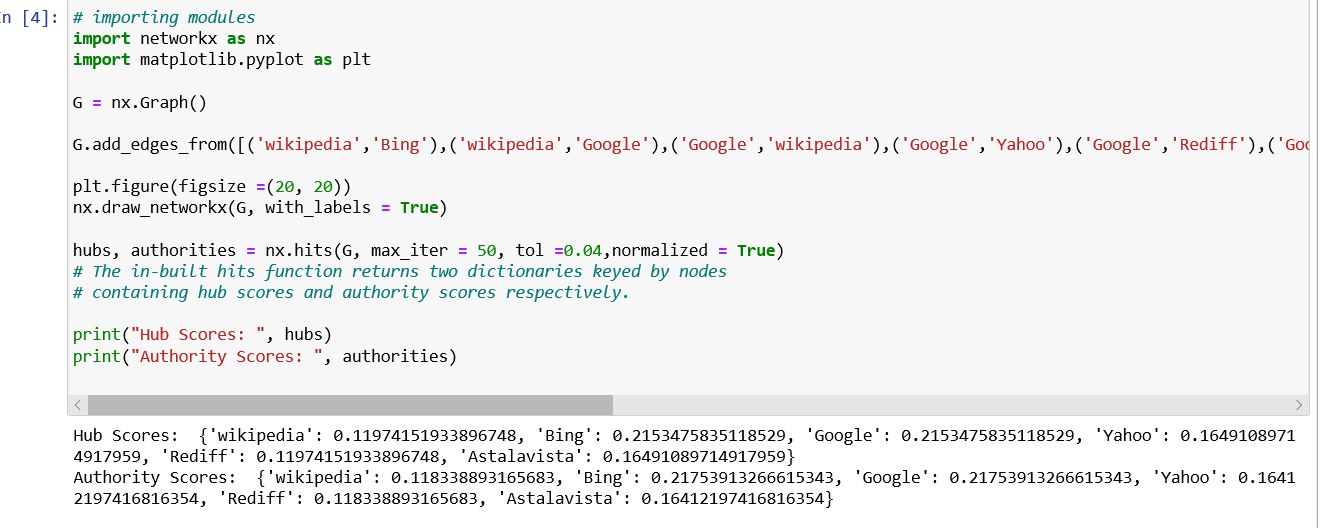 n [4]:
# importing modules
import networkx as nx
import matplotlib.pyplot as plt
G = nx.Graph()
G.add_edges_from([('wikipedia','Bing'),('wikipedia','Google'),('Google','wikipedia'),('Google','Yahoo'),('Google','Rediff'),('Goo
plt.figure(figsize =(20, 20))
nx.draw_networkx(G, with_labels = True)
hubs, authorities = nx.hits(G, max_iter = 50, tol =0.04,normalized = True)
# The in-built hits function returns two dictionaries keyed by nodes
# containing hub scores and authority scores respectively.
print("Hub Scores: ", hubs)
print("Authority Scores: ", authorities)
Hub Scores:  {'wikipedia': 0.11974151933896748, 'Bing': 0.2153475835118529, 'Google': 0.2153475835118529, 'Yahoo': 0.1649108971
4917959, 'Rediff': 0.11974151933896748, 'Astalavista': 0.16491089714917959}
Authority Scores:  {'wikipedia': 0.118338893165683, 'Bing': 0.21753913266615343, 'Google': 0.21753913266615343, 'Yahoo': 0.1641
2197416816354, 'Rediff': 0.118338893165683, 'Astalavista': 0.16412197416816354}